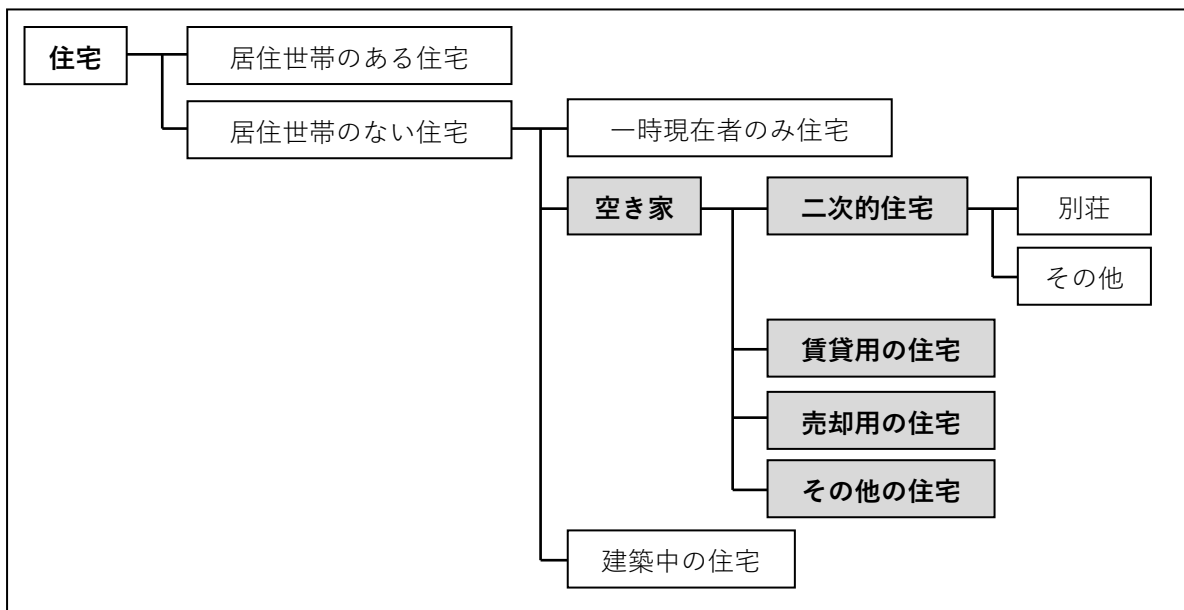 住宅
居住世帯のある住宅
居住世帯のない住宅
一時現在者のみ住宅
空き家
二次的住宅
別荘
その他
賃貸用の住宅
売却用の住宅
その他の住宅
建築中の住宅